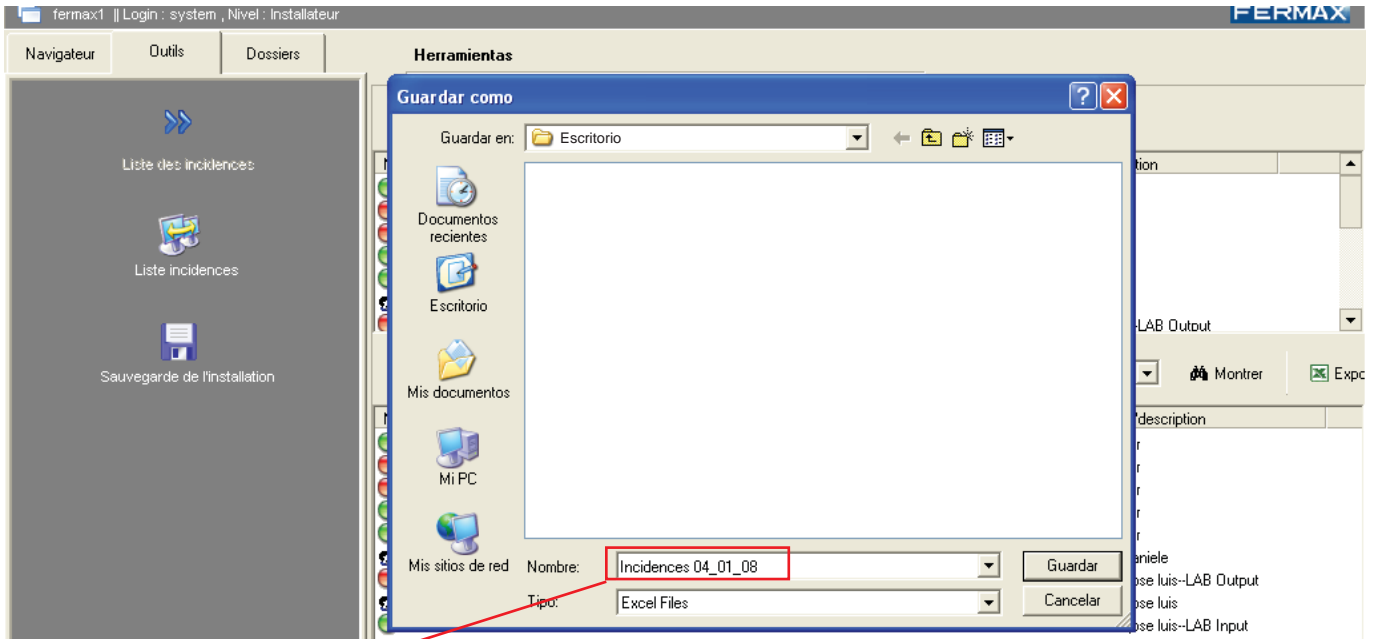 fermax1 || Login : system , Nivel : Installateur
FERMAX
Navigateur
Outils
Dossiers
Herramientas
Liste des incidences
Liste incidences
Sauvegarde de l'installation
Guardar como
Guardar en:
Escritorio
Documentos
recientes
Escritorio
Mis documentos
Mi PC
Mis sitios de red
Nombre:
Incidences 04_01_08
Guardar
Tipo:
Excel Files
Cancelar
tion
--LAB Output
Montrer
Expo
'description
r
r
r
r
r
aniele
ose luis--LAB Output
ose luis
ose luis--LAB Input